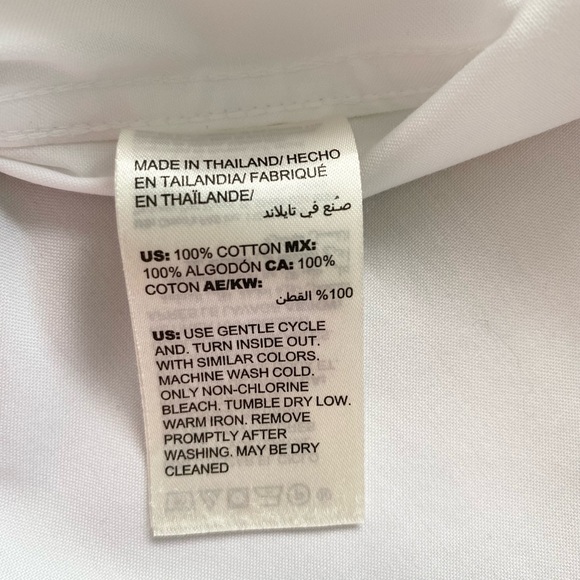 MADE IN THAILAND/ HECHO
EN TAILANDIA/ FABRIQUÉ
EN THAÏLANDE/
صُنع في تايلاند
US: 100% COTTON MX:
100% ALGODÓN CA: 100%
COTON AE/KW:
100% القطن
US: USE GENTLE CYCLE
AND. TURN INSIDE OUT.
WITH SIMILAR COLORS.
MACHINE WASH COLD.
ONLY NON-CHLORINE
BLEACH. TUMBLE DRY LOW.
WARM IRON. REMOVE
PROMPTLY AFTER
WASHING. MAY BE DRY
CLEANED